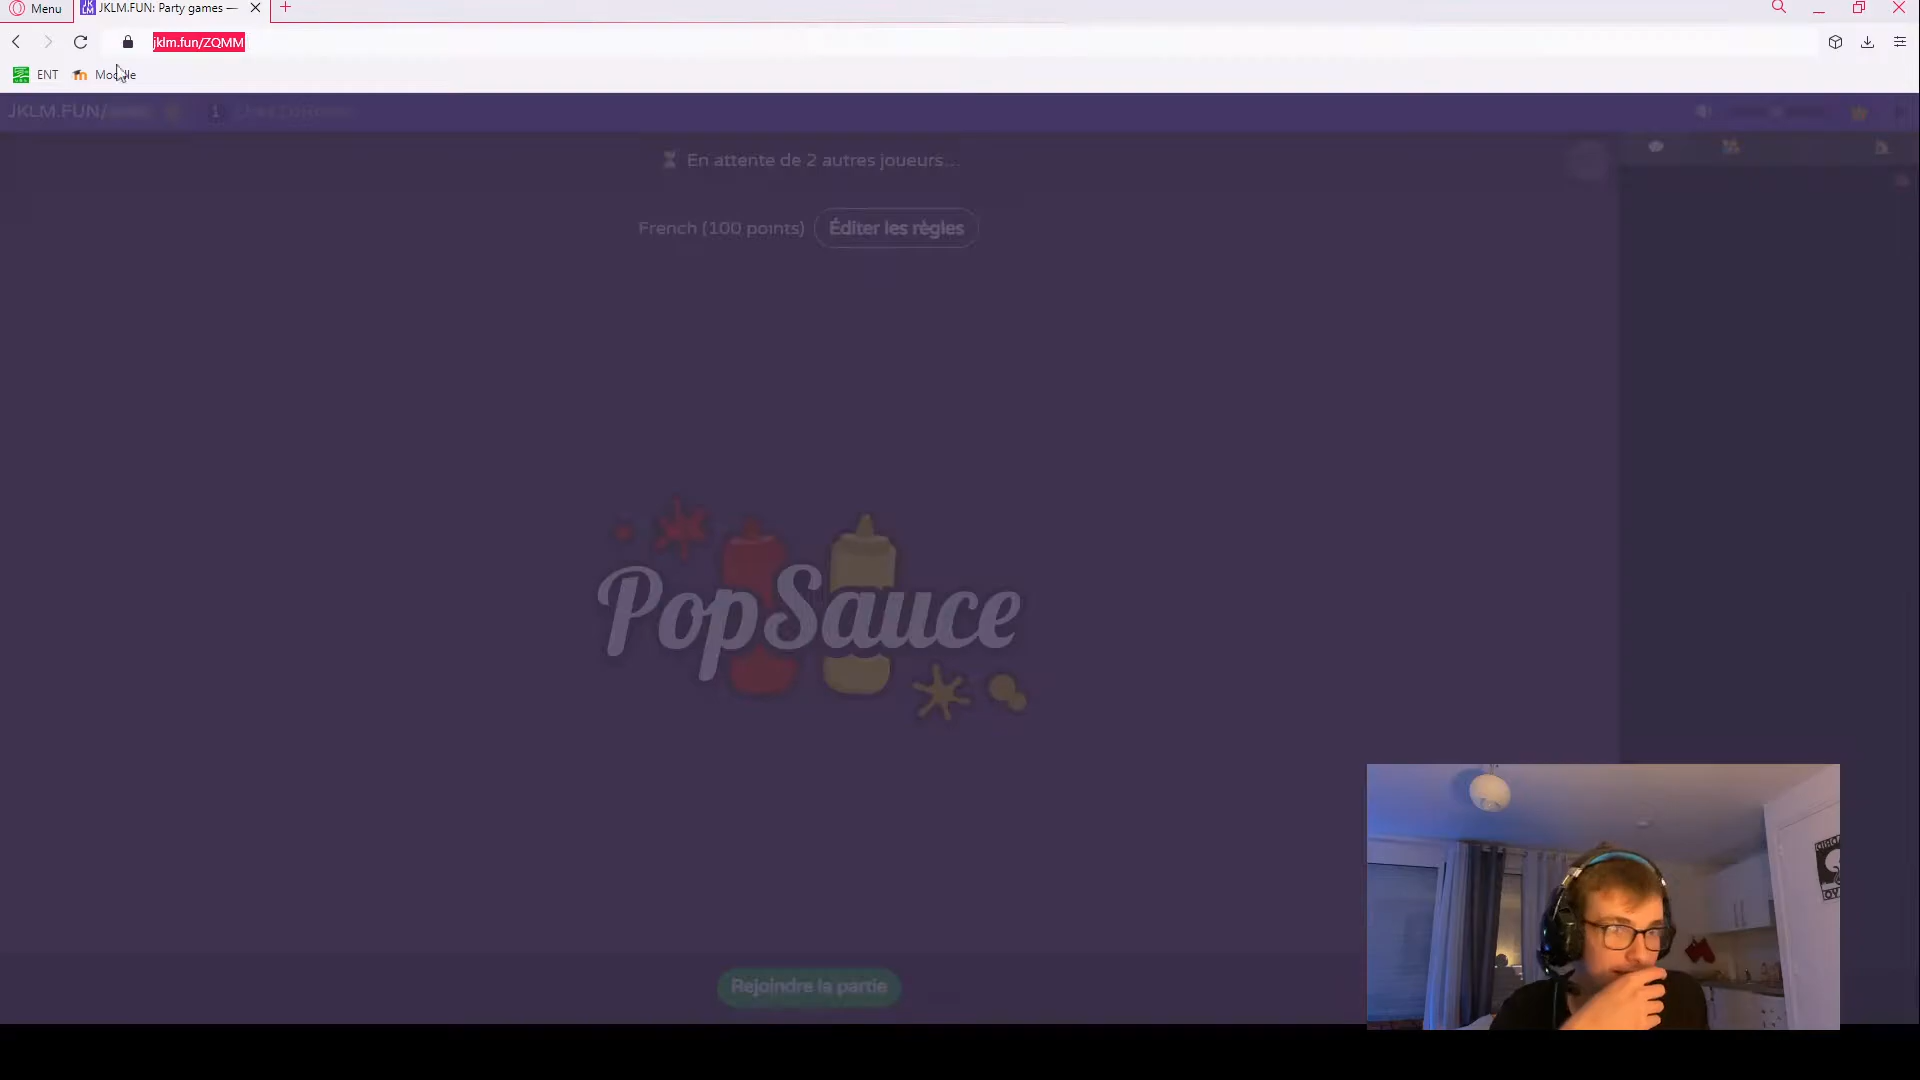 Menu
JKLM.FUN: Party games —
jklm.fun/ZQMM
ENT
Moodle
JKLM.FUN/
1
En attente de 2 autres joueurs...
French (100 points)
Éditer les règles
PopSauce
Rejoindre la partie